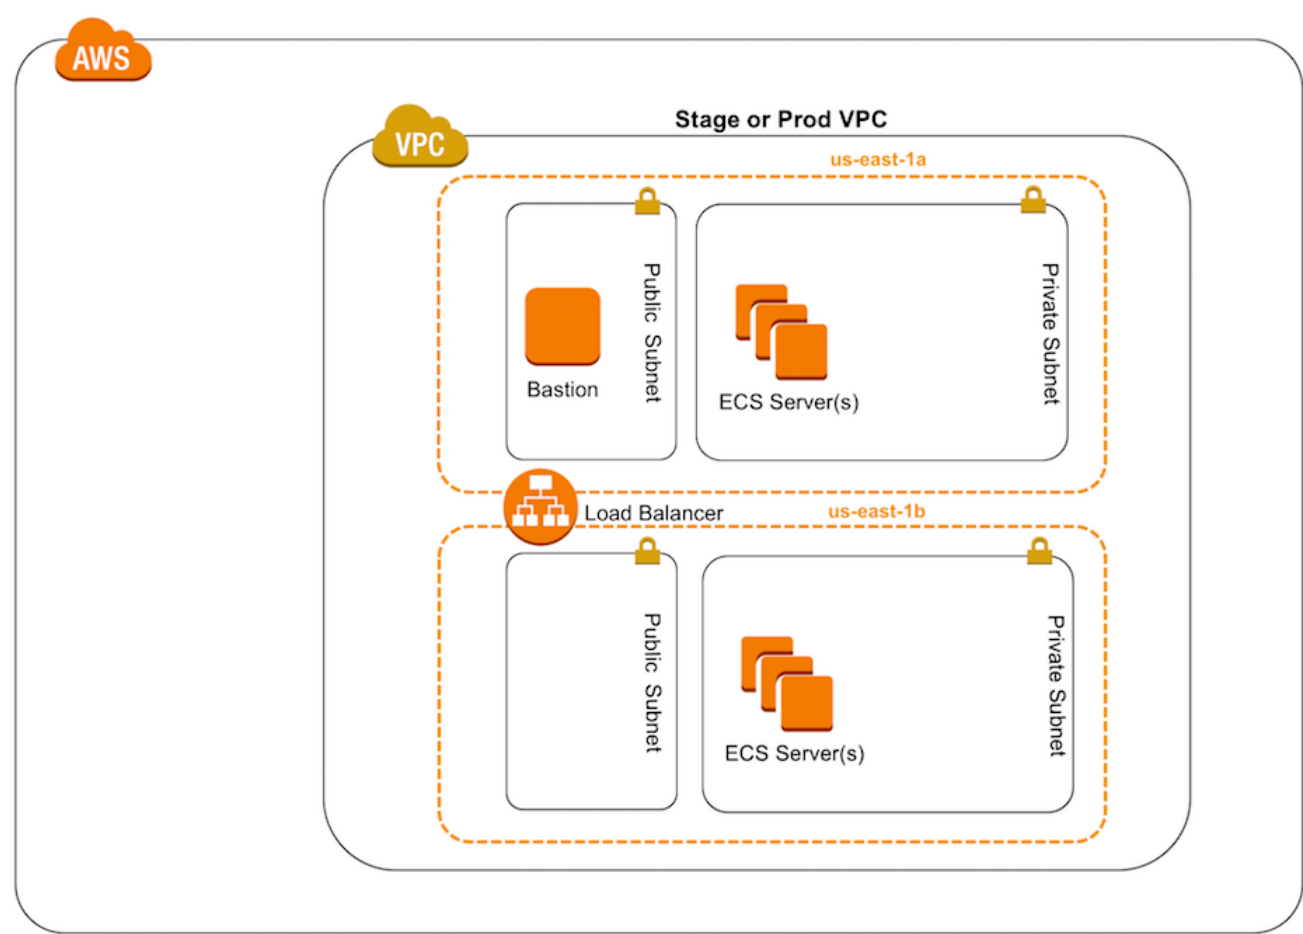 AWS
Stage or Prod VPC
VPC
us-east-1a
Public Subnet
Private Subnet
Bastion
ECS Server(s)
Load Balancer
us-east-1b
Public Subnet
Private Subnet
ECS Server(s)